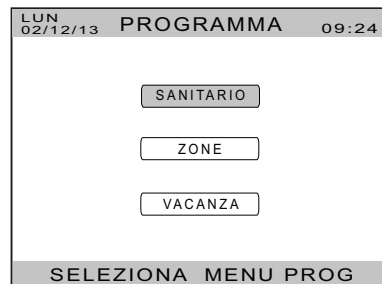 LUN
02/12/13 PROGRAMMA 09:24
SANITARIO
ZONE
VACANZA
SELEZIONA MENU PROG